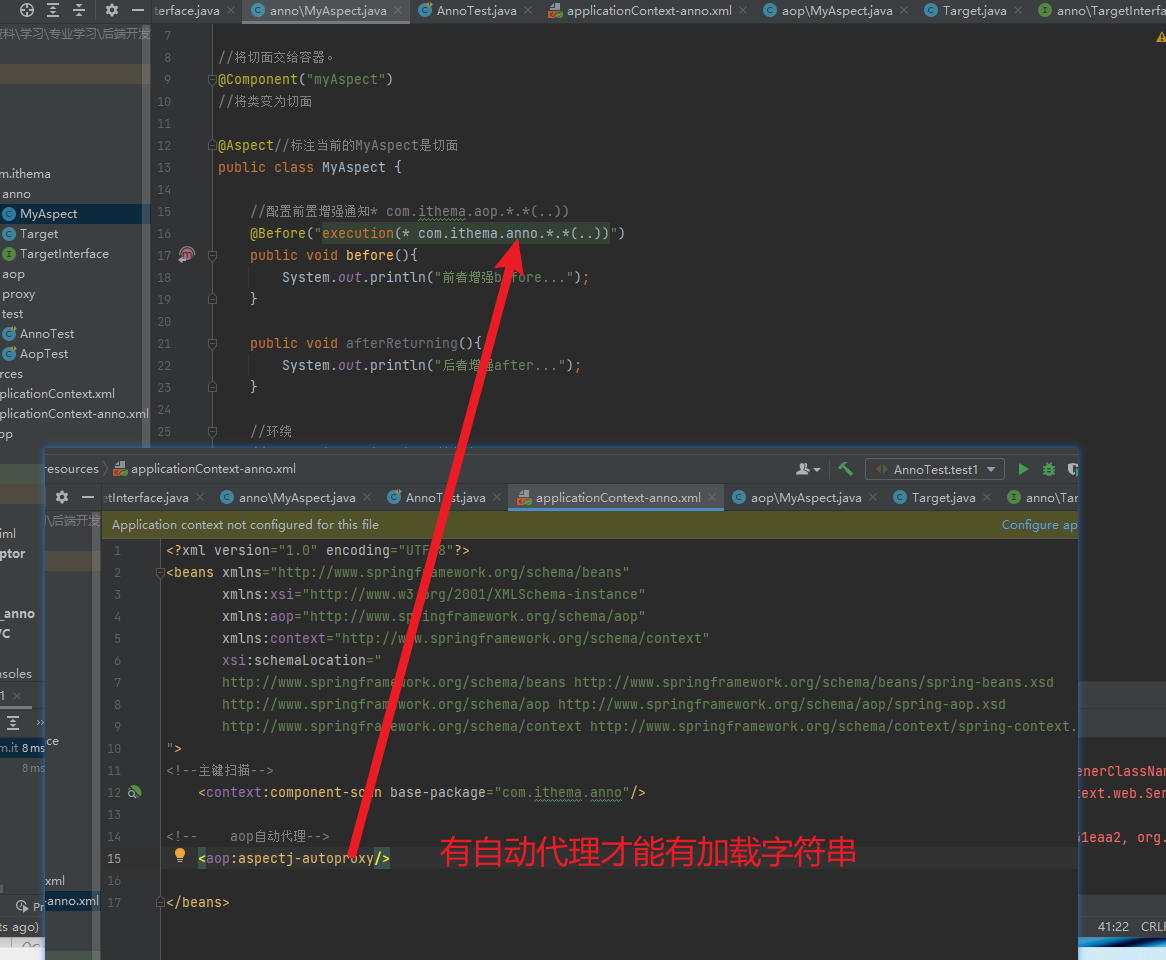 terface.java
anno\MyAspect.java
AnnoTest.java
applicationContext-anno.xml
aop\MyAspect.java
Target.java
anno\TargetInterfa
料\学习\专业学习\后端开发
7
8 //将切面交给容器。
9 @Component("myAspect")
10 //将类变为切面
11
12 @Aspect//标注当前的MyAspect是切面
13 public class MyAspect {
14
15 //配置前置增强通知* com.ithema.aop.*.*(..))
16 @Before("execution(* com.ithema.anno.*.*(..))")
17 public void before(){
18 System.out.println("前者增强before...");
19 }
20
21 public void afterReturning(){
22 System.out.println("后者增强after...");
23 }
24
25 //环绕
m.ithema
anno
MyAspect
Target
TargetInterface
aop
proxy
test
AnnoTest
AopTest
rces
plicationContext.xml
plicationContext-anno.xml
op
iml
ptor
_anno
/C
nsoles
1
m.it 8 ms
8 ms
ce
xml
-anno.xml
Pr
ts ago)
esources
applicationContext-anno.xml
AnnoTest.test1
etInterface.java
anno\MyAspect.java
AnnoTest.java
applicationContext-anno.xml
aop\MyAspect.java
Target.java
anno\Tar
\后端开发
Application context not configured for this file
Configure ap
1 <?xml version="1.0" encoding="UTF-8"?>
2 <beans xmlns="http://www.springframework.org/schema/beans"
3 xmlns:xsi="http://www.w3.org/2001/XMLSchema-instance"
4 xmlns:aop="http://www.springframework.org/schema/aop"
5 xmlns:context="http://www.springframework.org/schema/context"
6 xsi:schemaLocation="
7 http://www.springframework.org/schema/beans http://www.springframework.org/schema/beans/spring-beans.xsd
8 http://www.springframework.org/schema/aop http://www.springframework.org/schema/aop/spring-aop.xsd
9 http://www.springframework.org/schema/context http://www.springframework.org/schema/context/spring-context.
10 ">
11 <!--主键扫描-->
12 <context:component-scan base-package="com.ithema.anno"/>
13
14 <!-- aop自动代理-->
15 <aop:aspectj-autoproxy/>
16
17 </beans>
有自动代理才能有加载字符串
enerClassNam
text.web.Ser
61eaa2, org.
41:22 CRLF